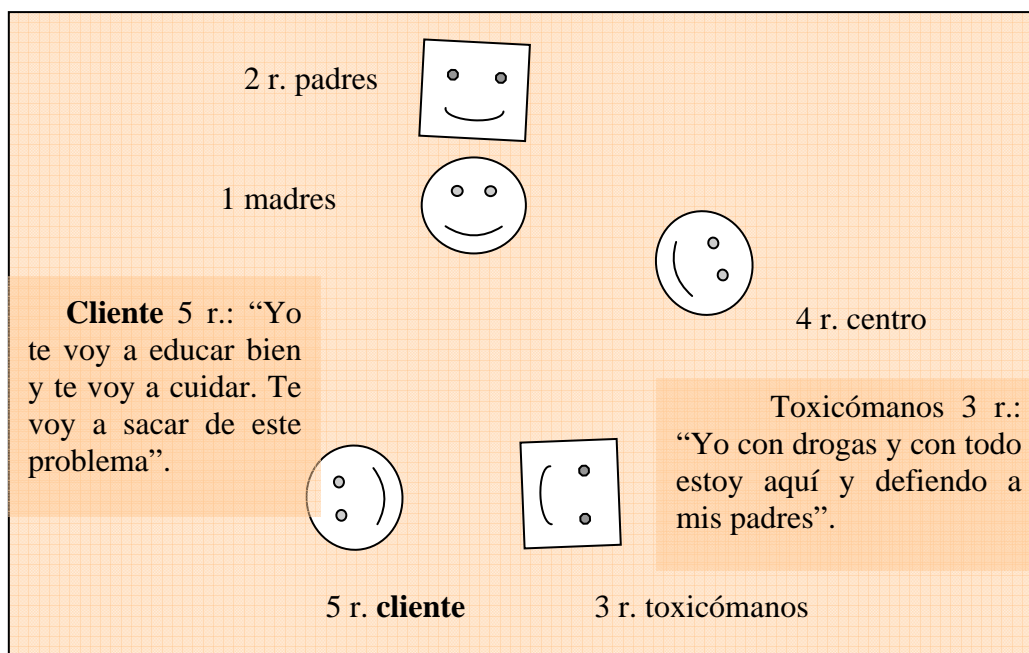 2 r. padres
1 madres
4 r. centro
Cliente 5 r.: “Yo
te voy a educar bien
y te voy a cuidar. Te
voy a sacar de este
problema”.
Toxicómanos 3 r.:
“Yo con drogas y con todo
estoy aquí y defiendo a
mis padres”.
5 r. cliente
3 r. toxicómanos